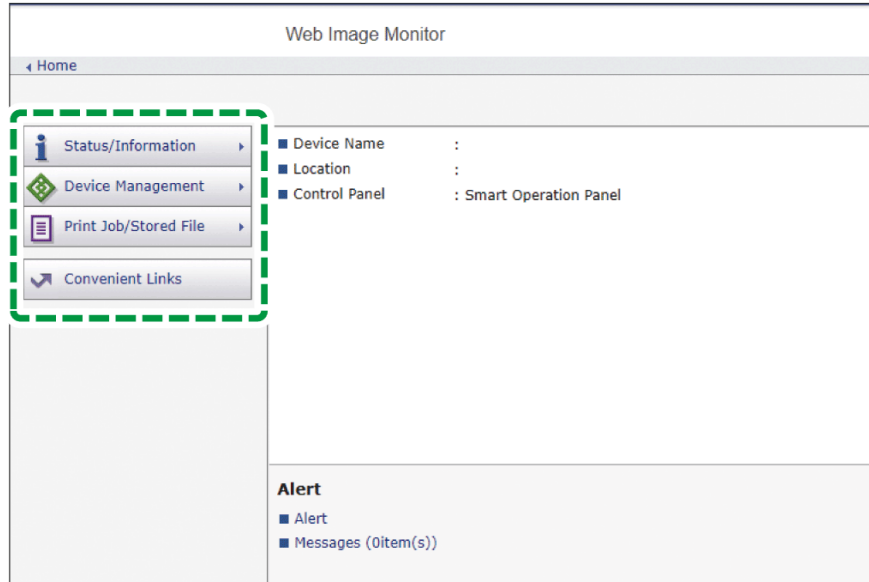 Web Image Monitor
Home
Status/Information
Device Management
Print Job/Stored File
Convenient Links
Device Name :
Location :
Control Panel : Smart Operation Panel
Alert
Alert
Messages (0item(s))